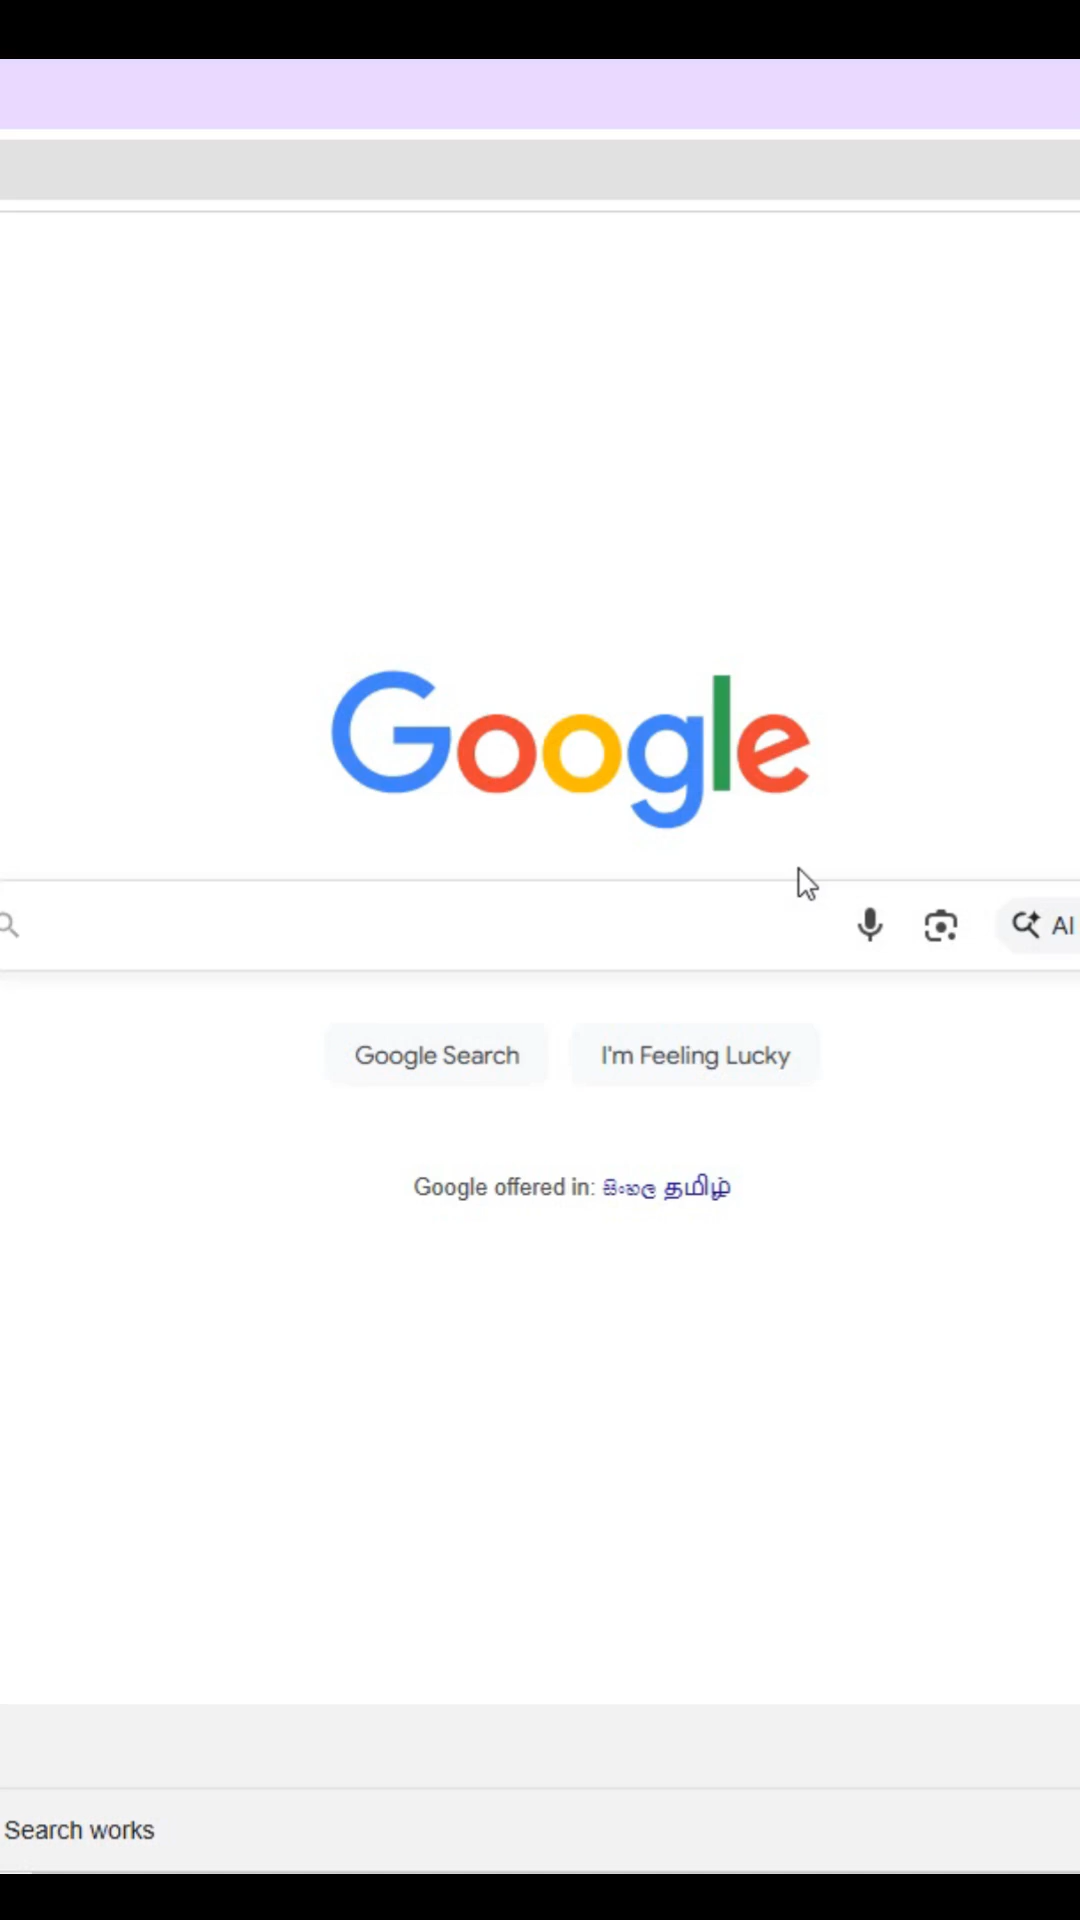 Google
AI
Google Search
I'm Feeling Lucky
Google offered in: සිංහල தமிழ்
Search works